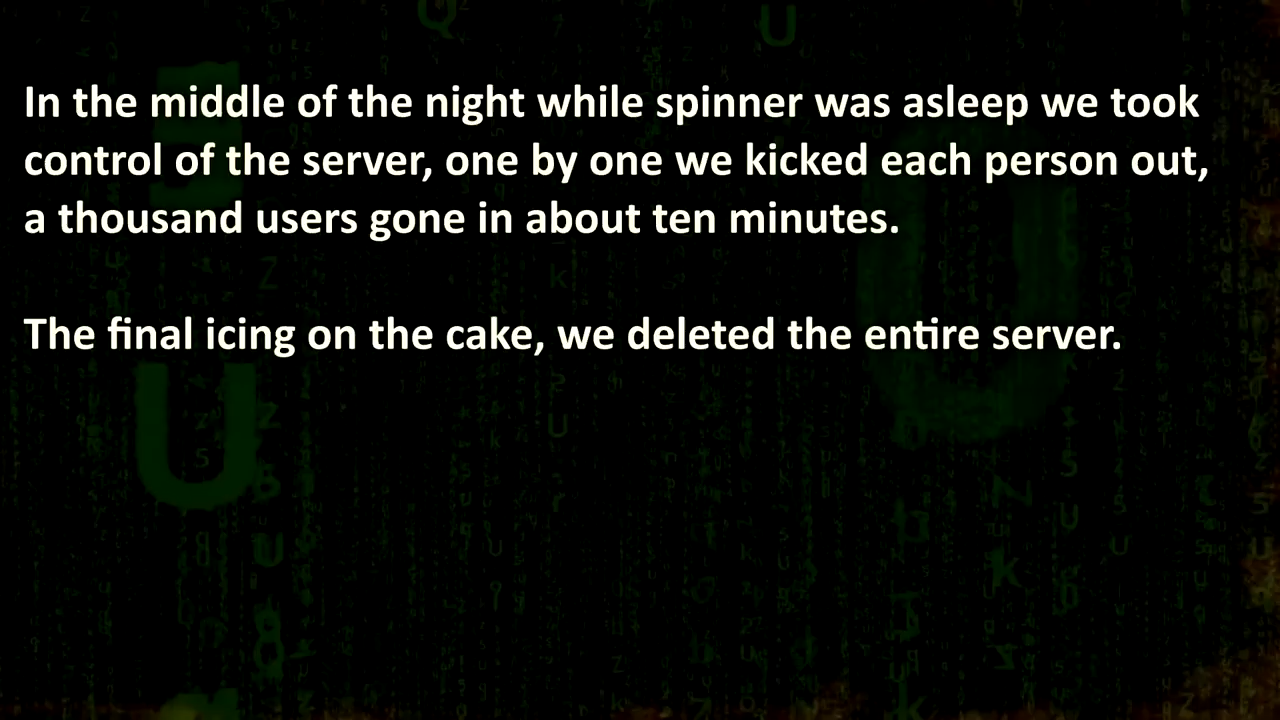 In the middle of the night while spinner was asleep we took
control of the server, one by one we kicked each person out,
a thousand users gone in about ten minutes.
The final icing on the cake, we deleted the entire server.